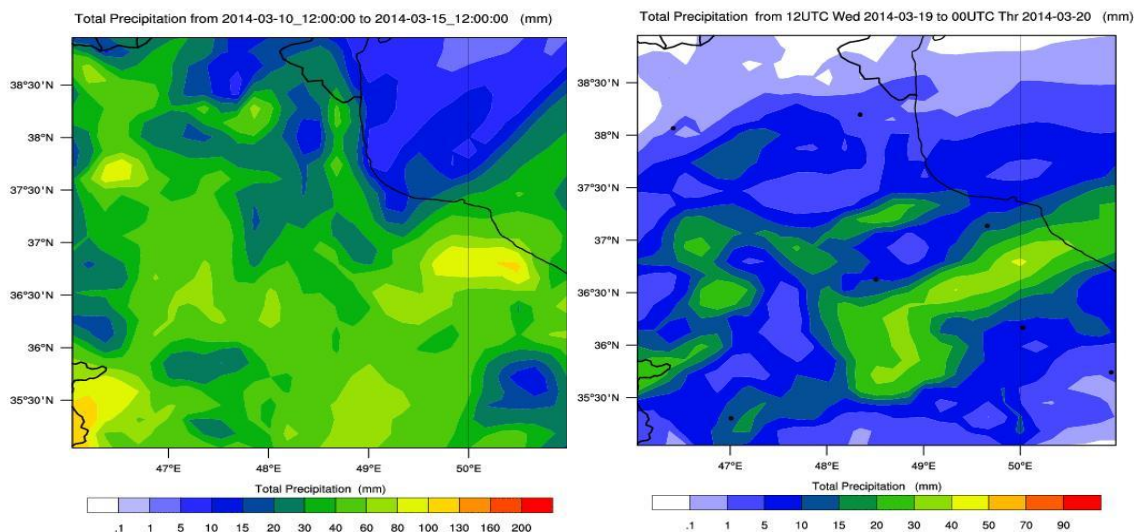 Total Precipitation from 2014-03-10_12:00:00 to 2014-03-15_12:00:00 (mm)
38°30'N
38°N
37°30'N
37°N
36°30'N
36°N
35°30'N
47°E 48°E 49°E 50°E
Total Precipitation (mm)
.1 1 5 10 15 20 30 40 60 80 100 130 160 200
Total Precipitation from 12UTC Wed 2014-03-19 to 00UTC Thr 2014-03-20 (mm)
38°30'N
38°N
37°30'N
37°N
36°30'N
36°N
35°30'N
47°E 48°E 49°E 50°E
Total Precipitation (mm)
.1 1 5 10 15 20 30 40 50 70 90